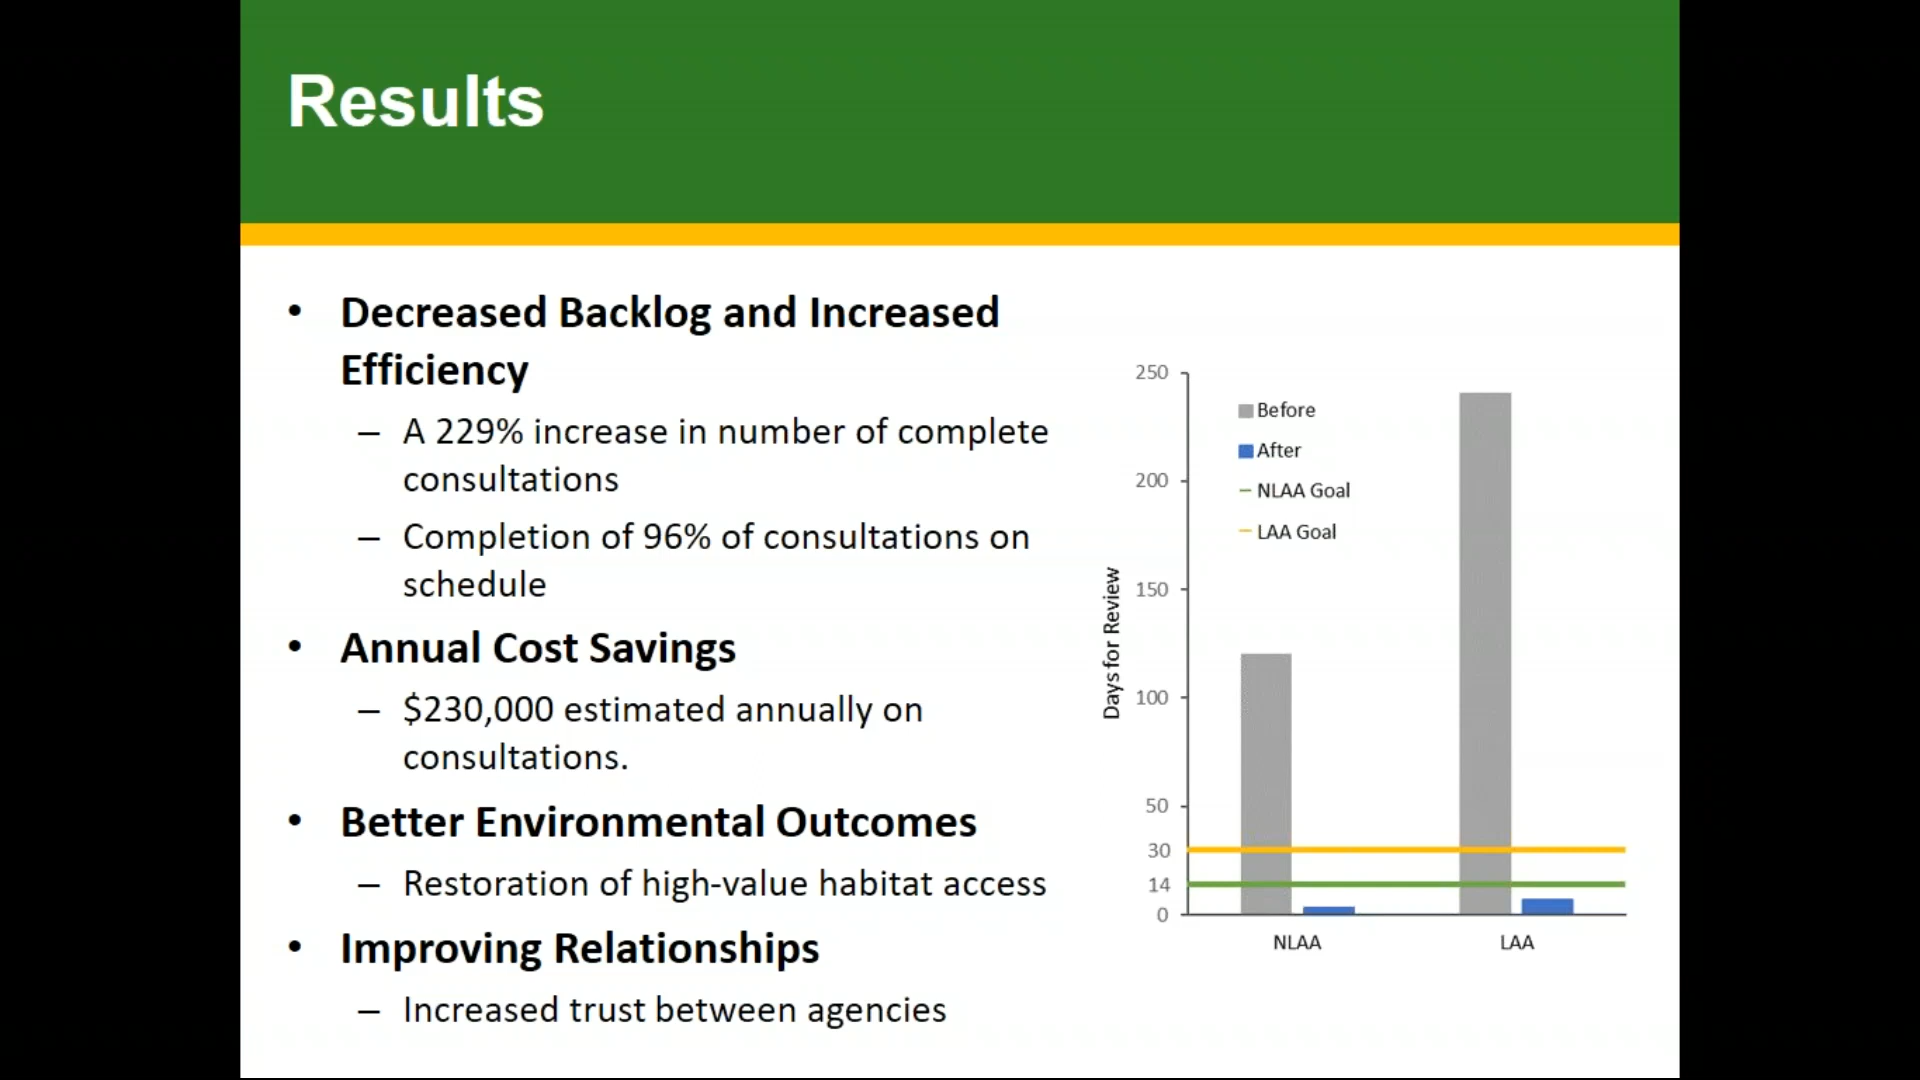 Results
• Decreased Backlog and Increased
Efficiency
– A 229% increase in number of complete
consultations
– Completion of 96% of consultations on
schedule
• Annual Cost Savings
– $230,000 estimated annually on
consultations.
• Better Environmental Outcomes
– Restoration of high-value habitat access
• Improving Relationships
– Increased trust between agencies
Days for Review
250
200
150
100
50
30
14
0
Before
After
NLAA Goal
LAA Goal
NLAA
LAA